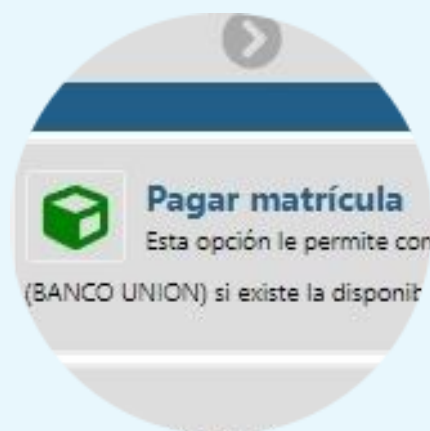 Pagar matrícula
Esta opción le permite
(BANCO UNION) si existe la